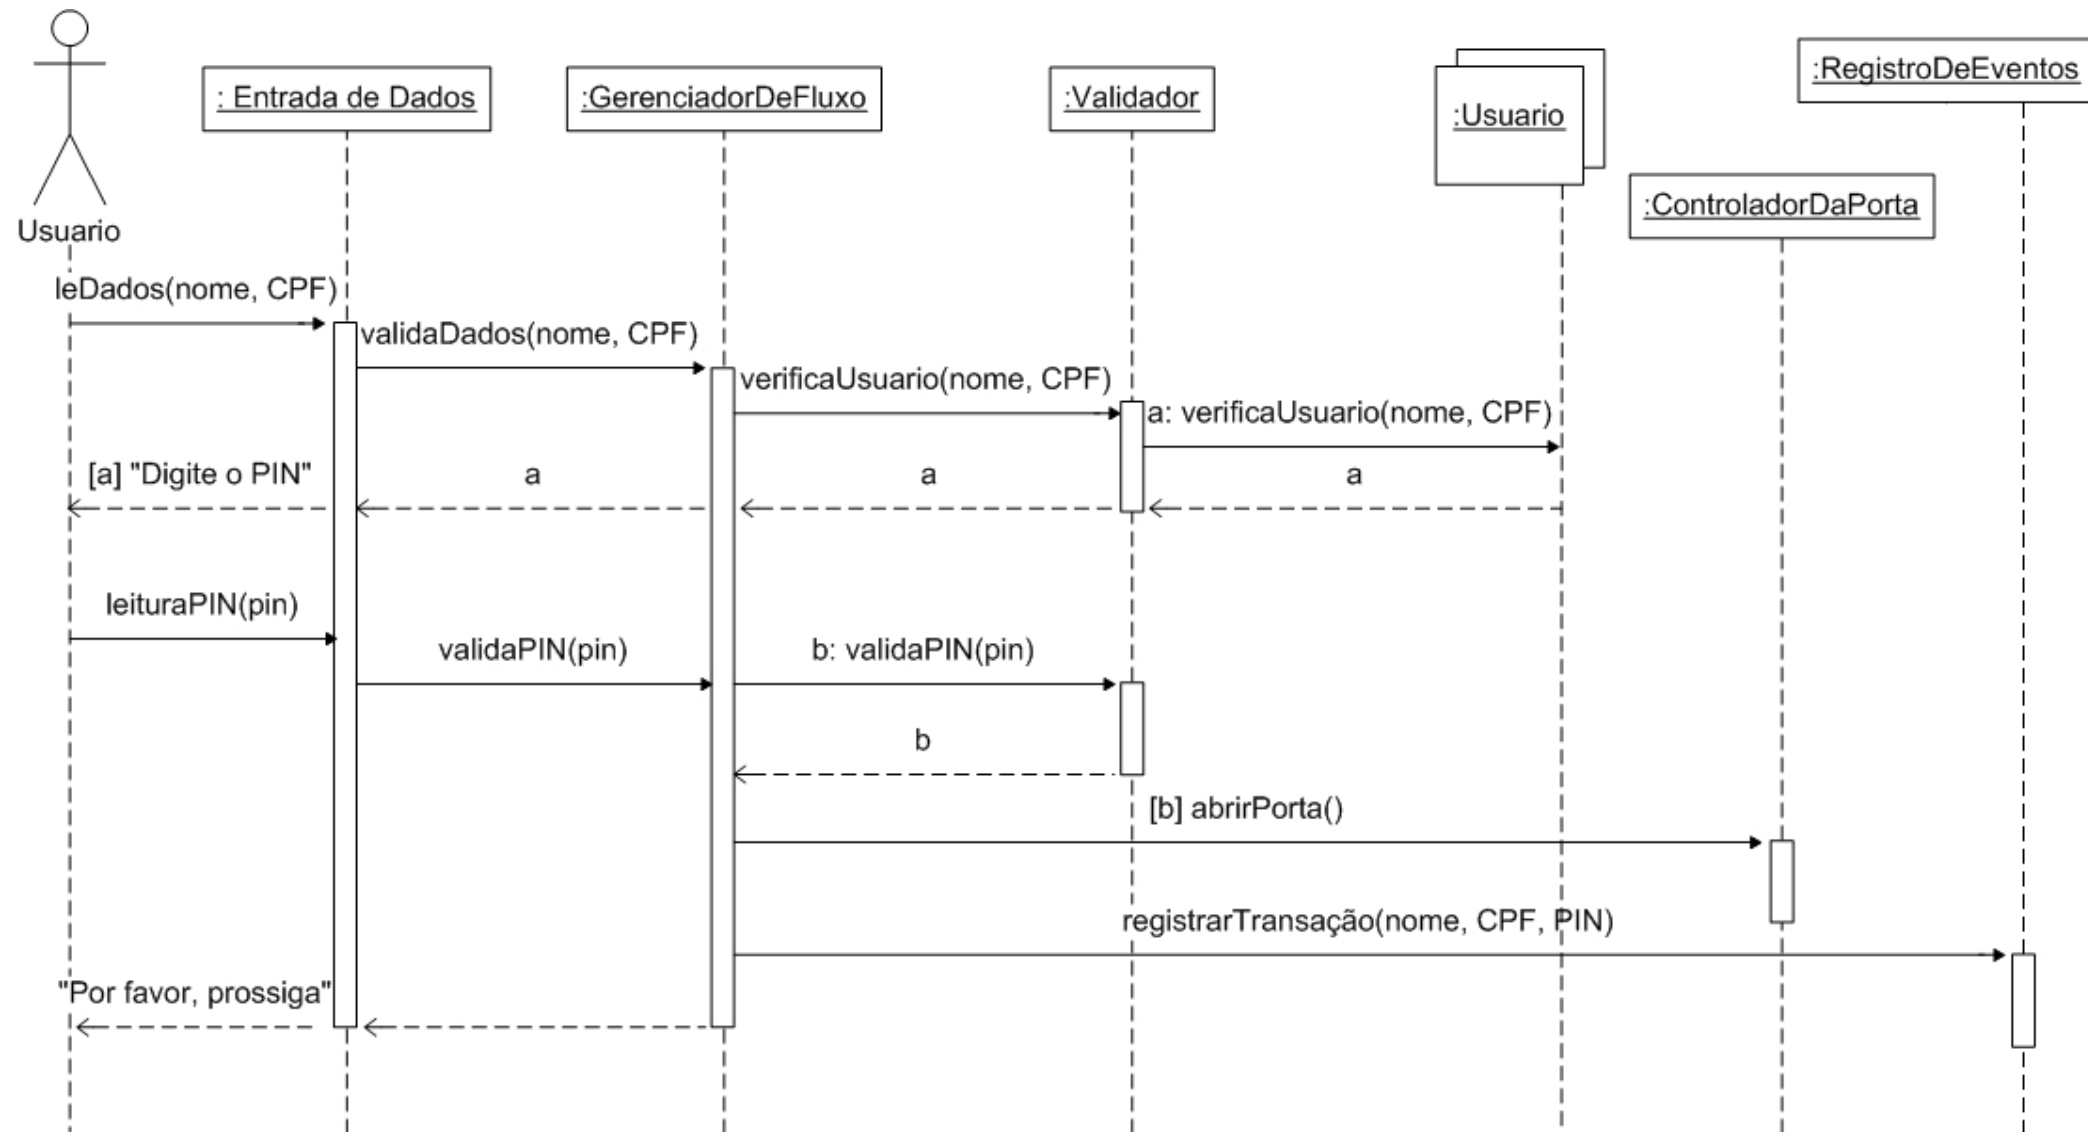 :RegistroDeEventos
: Entrada de Dados
:GerenciadorDeFluxo
:Validador
:Usuario
:ControladorDaPorta
Usuario
leDados(nome, CPF)
validaDados(nome, CPF)
verificaUsuario(nome, CPF)
a: verificaUsuario(nome, CPF)
[a] "Digite o PIN"
a
a
a
leituraPIN(pin)
validaPIN(pin)
b: validaPIN(pin)
b
[b] abrirPorta()
registrarTransação(nome, CPF, PIN)
"Por favor, prossiga"